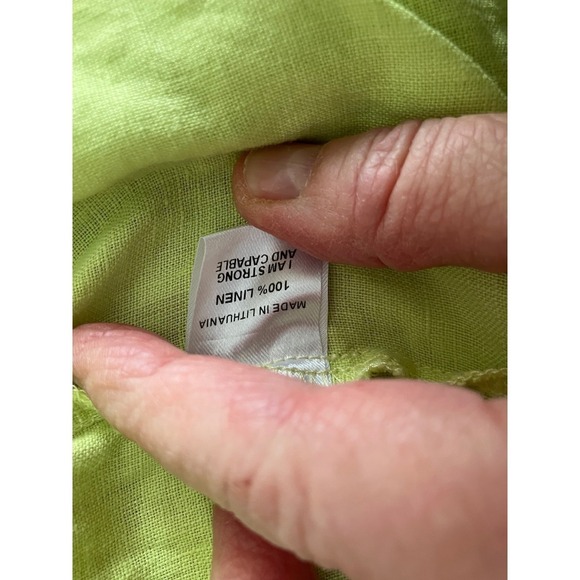 MADE IN LITHUANIA
100% LINEN
I AM STRONG
AND CAPABLE